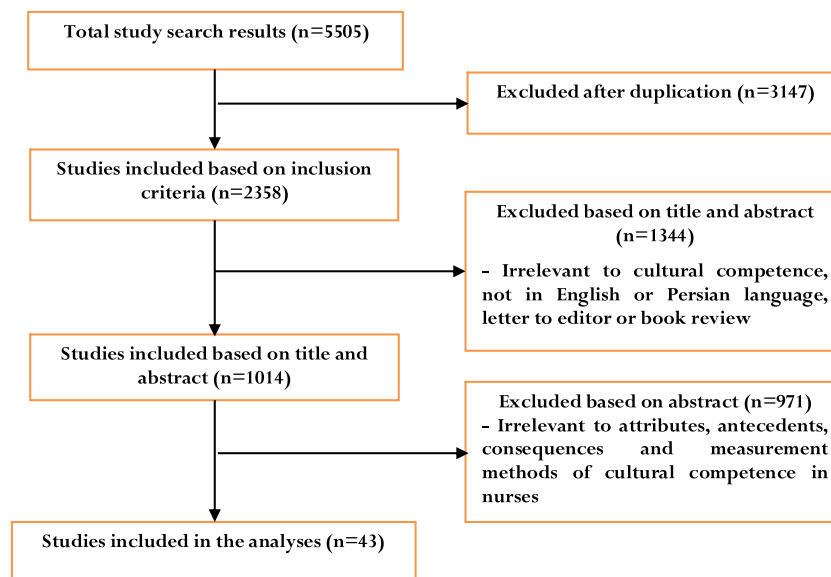 Total study search results (n=5505)
Excluded after duplication (n=3147)
Studies included based on inclusion
criteria (n=2358)
Excluded based on title and abstract
(n=1344)
- Irrelevant to cultural competence,
not in English or Persian language,
letter to editor or book review
Studies included based on title and
abstract (n=1014)
Excluded based on abstract (n=971)
- Irrelevant to attributes, antecedents,
consequences and measurement
methods of cultural competence in
nurses
Studies included in the analyses (n=43)